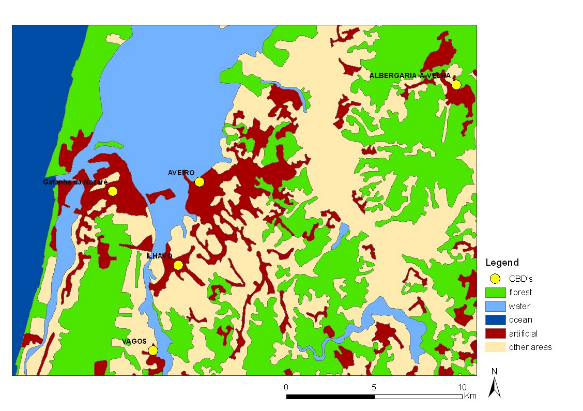 ALBERGARIA-A-VELHA
AVEIRO
Gafanha da Nazaré
ÍLHAVO
VAGOS
Legend
CBD's
forest
water
ocean
artificial
other areas
N
0 5 10
Km